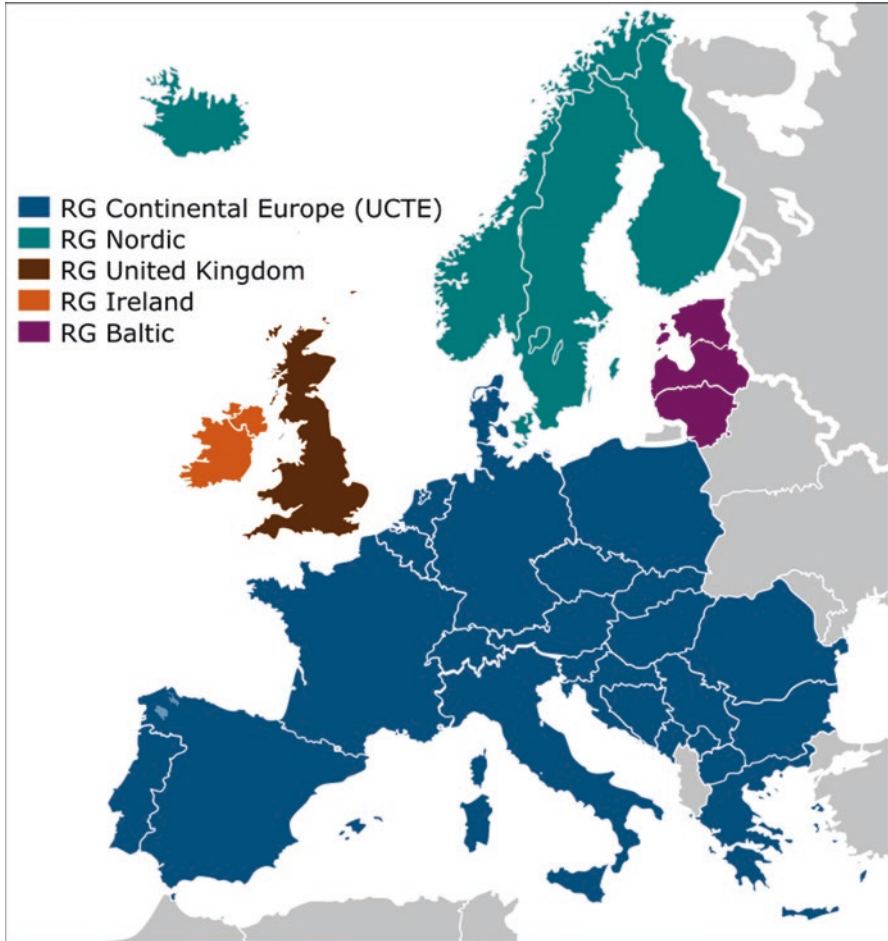 RG Continental Europe (UCTE)
RG Nordic
RG United Kingdom
RG Ireland
RG Baltic